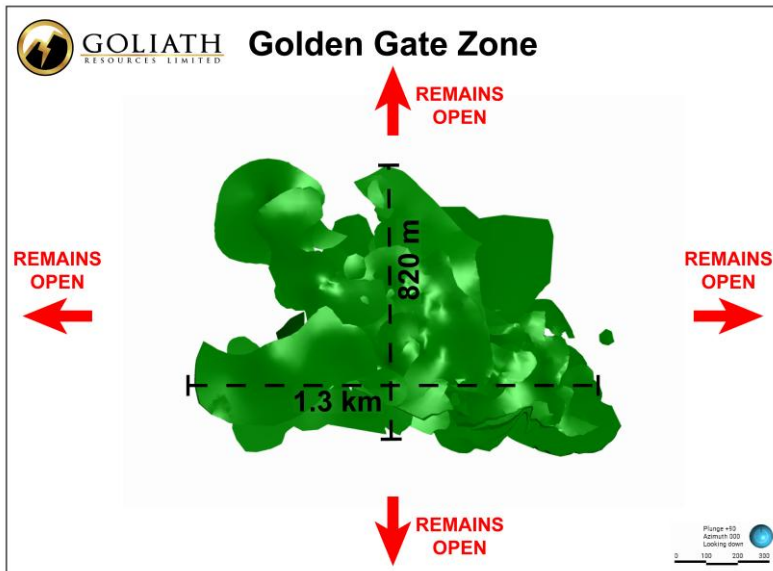 GOLIATH
RESOURCES LIMITED
Golden Gate Zone
REMAINS
OPEN
REMAINS
OPEN
REMAINS
OPEN
820 m
1.3 km
REMAINS
OPEN
Plunge +90
Azimuth 000
Looking down
0 100 200 300